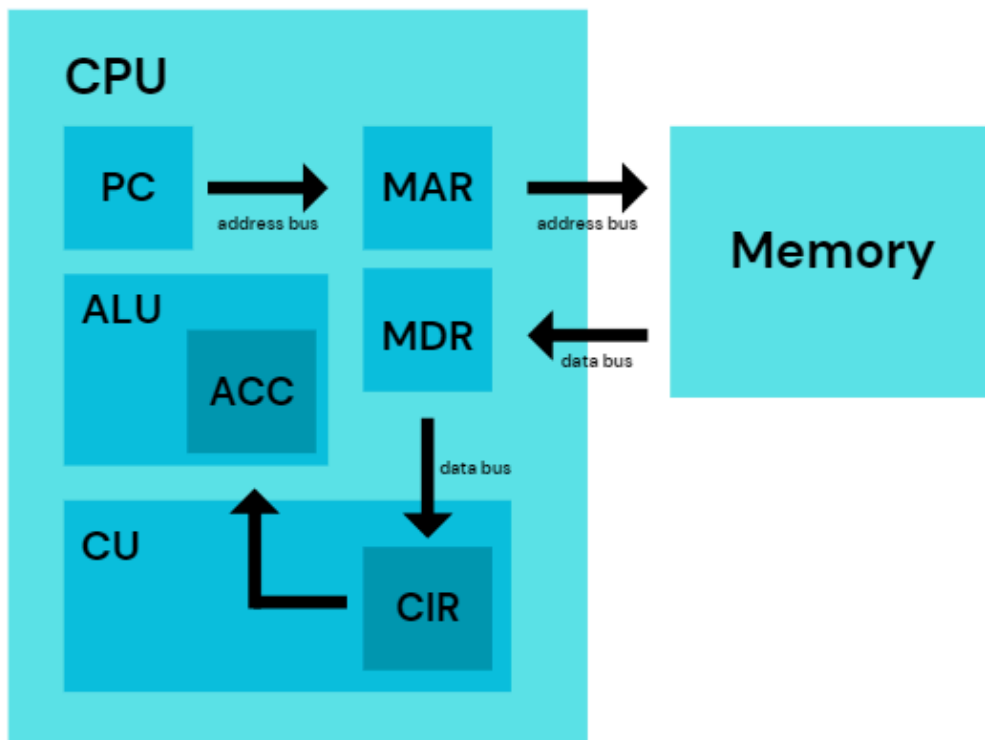 CPU
PC
address bus
MAR
address bus
Memory
ALU
ACC
MDR
data bus
data bus
CU
CIR